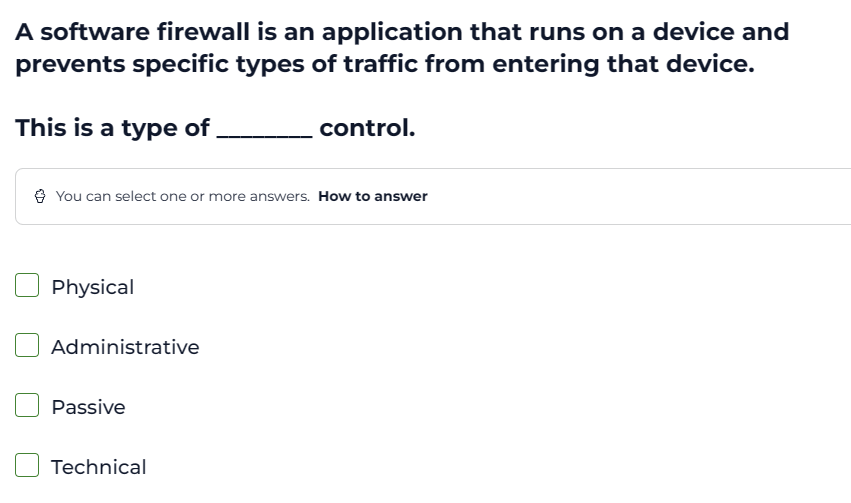 A software firewall is an application that runs on a device and
prevents specific types of traffic from entering that device.
This is a type of ________ control.
You can select one or more answers. How to answer
Physical
Administrative
Passive
Technical